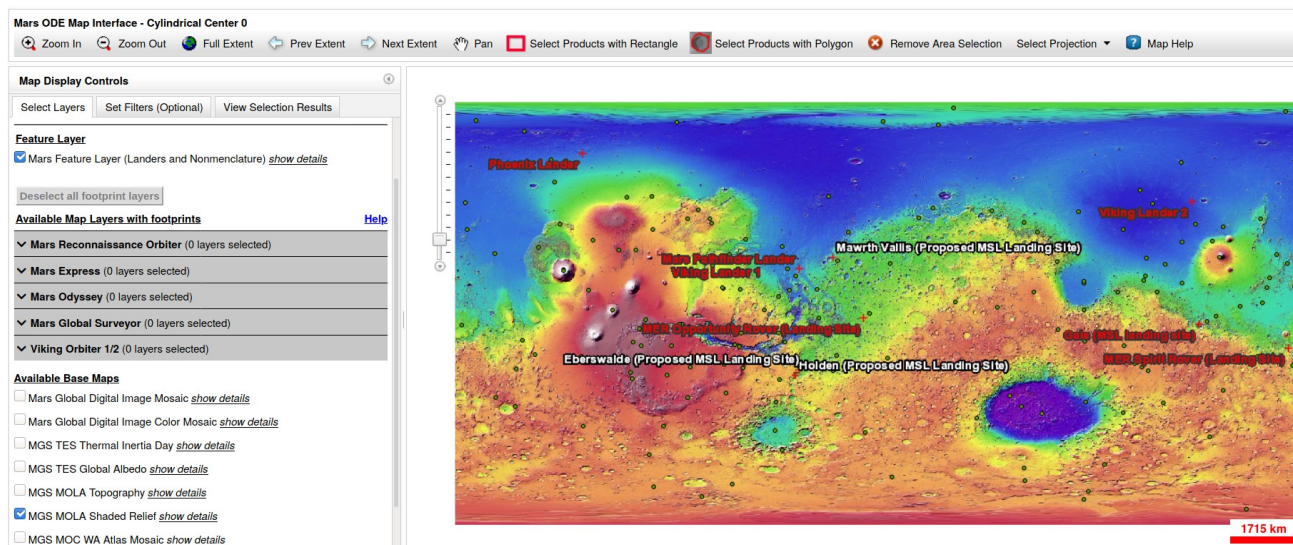 Mars ODE Map Interface - Cylindrical Center 0
Zoom In Zoom Out Full Extent Prev Extent Next Extent Pan Select Products with Rectangle Select Products with Polygon Remove Area Selection Select Projection Map Help
Map Display Controls
Select Layers Set Filters (Optional) View Selection Results
Feature Layer
Mars Feature Layer (Landers and Nonmenclature) show details
Deselect all footprint layers
Available Map Layers with footprints Help
Mars Reconnaissance Orbiter (0 layers selected)
Mars Express (0 layers selected)
Mars Odyssey (0 layers selected)
Mars Global Surveyor (0 layers selected)
Viking Orbiter 1/2 (0 layers selected)
Available Base Maps
Mars Global Digital Image Mosaic show details
Mars Global Digital Image Color Mosaic show details
MGS TES Thermal Inertia Day show details
MGS TES Global Albedo show details
MGS MOLA Topography show details
MGS MOLA Shaded Relief show details
MGS MOC WA Atlas Mosaic show details
Phoenix Lander
Viking Lander 2
Mawrth Vallis (Proposed MSL Landing Site)
Mars Pathfinder Lander
Viking Lander 1
MER Opportunity Rover (Landing Site)
Gale (MSL landing site)
Eberswalde (Proposed MSL Landing Site)
Holden (Proposed MSL Landing Site)
MER Spirit Rover (Landing Site)
1715 km